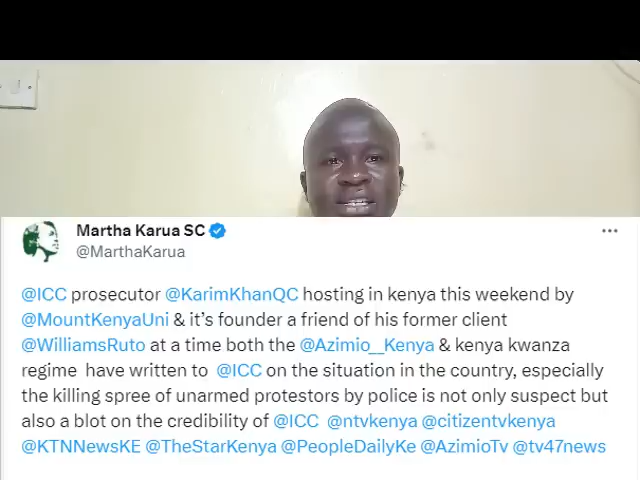 Martha Karua SC
@MarthaKarua
@ICC prosecutor @KarimKhanQC hosting in kenya this weekend by
@MountKenyaUni & it's founder a friend of his former client
@WilliamsRuto at a time both the @Azimio__Kenya & kenya kwanza
regime have written to @ICC on the situation in the country, especially
the killing spree of unarmed protestors by police is not only suspect but
also a blot on the credibility of @ICC @ntvkenya @citizentvkenya
@KTNNewsKE @TheStarKenya @PeopleDailyKe @AzimioTv @tv47news